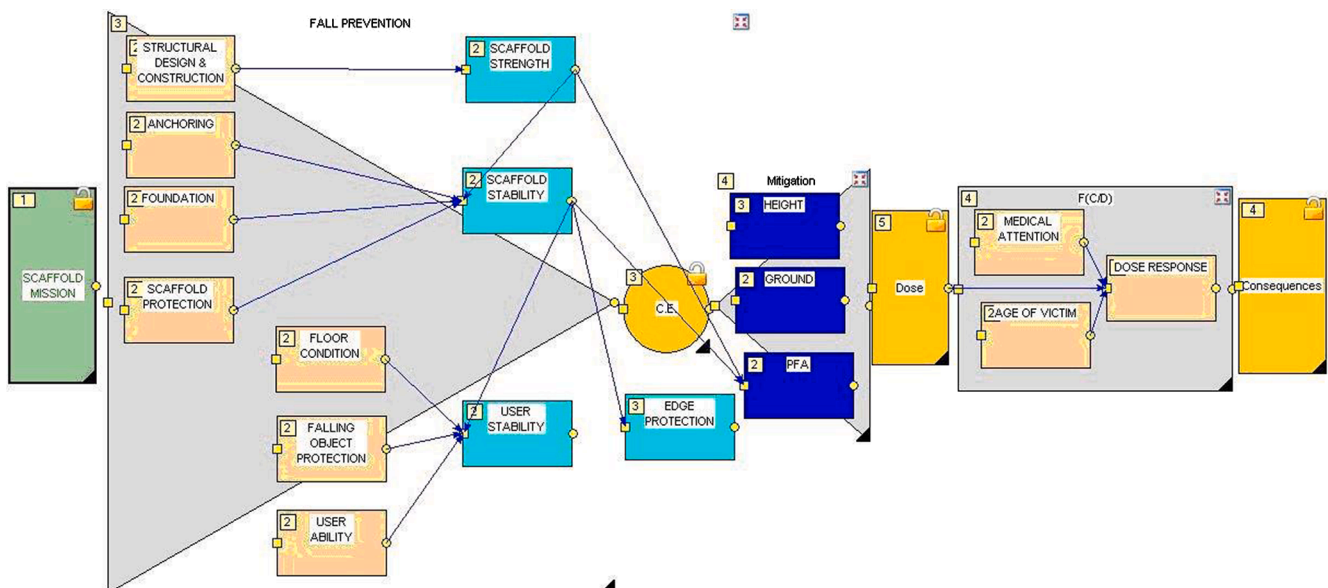 3
FALL PREVENTION
2
STRUCTURAL
DESIGN &
CONSTRUCTION
2
SCAFFOLD
STRENGTH
2
ANCHORING
2
SCAFFOLD
STABILITY
2
FOUNDATION
1
SCAFFOLD
MISSION
2
SCAFFOLD
PROTECTION
2
FLOOR
CONDITION
2
FALLING
OBJECT
PROTECTION
2
USER
ABILITY
USER
STABILITY
3
C.E.
3
EDGE
PROTECTION
4
Mitigation
3
HEIGHT
2
GROUND
2
PFA
5
Dose
4
F(C/D)
2
MEDICAL
ATTENTION
DOSE RESPONSE
2
AGE OF VICTIM
4
Consequences